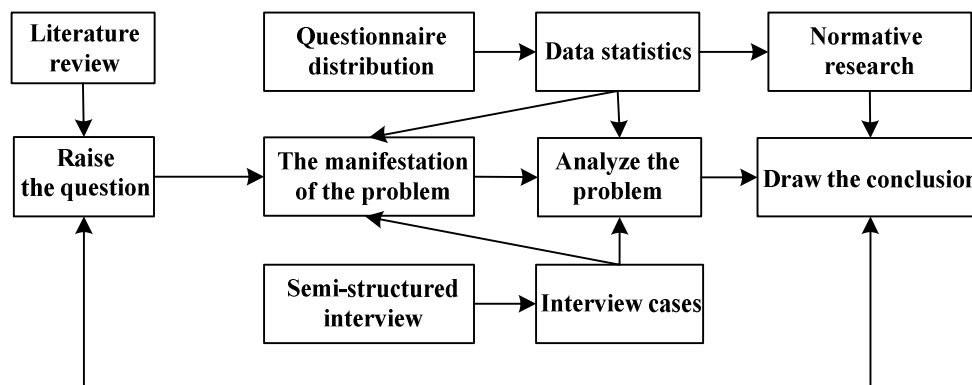 Literature
review
Questionnaire
distribution
Data statistics
Normative
research
Raise
the question
The manifestation
of the problem
Analyze the
problem
Draw the conclusion
Semi-structured
interview
Interview cases